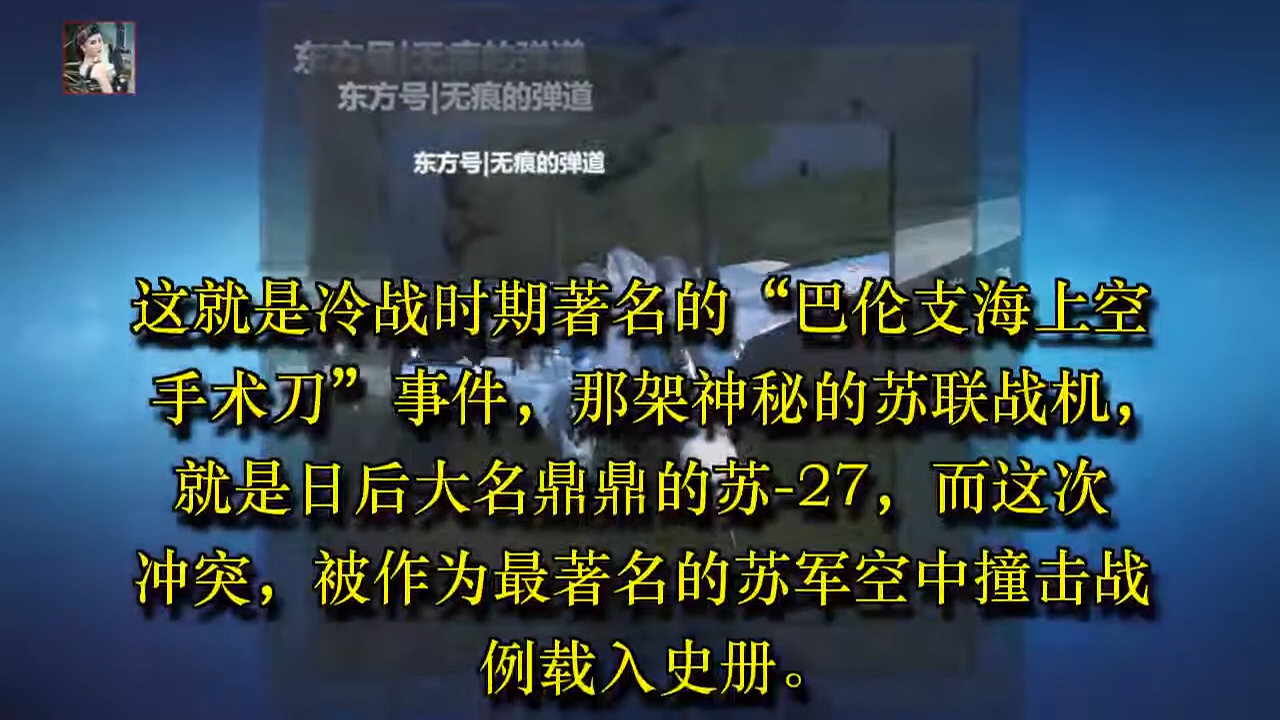 东方号|无痕的弹道
东方号|无痕的弹道
东方号|无痕的弹道
这就是冷战时期著名的“巴伦支海上空
手术刀”事件，那架神秘的苏联战机，
就是日后大名鼎鼎的苏-27，而这次
冲突，被作为最著名的苏军空中撞击战
例载入史册。